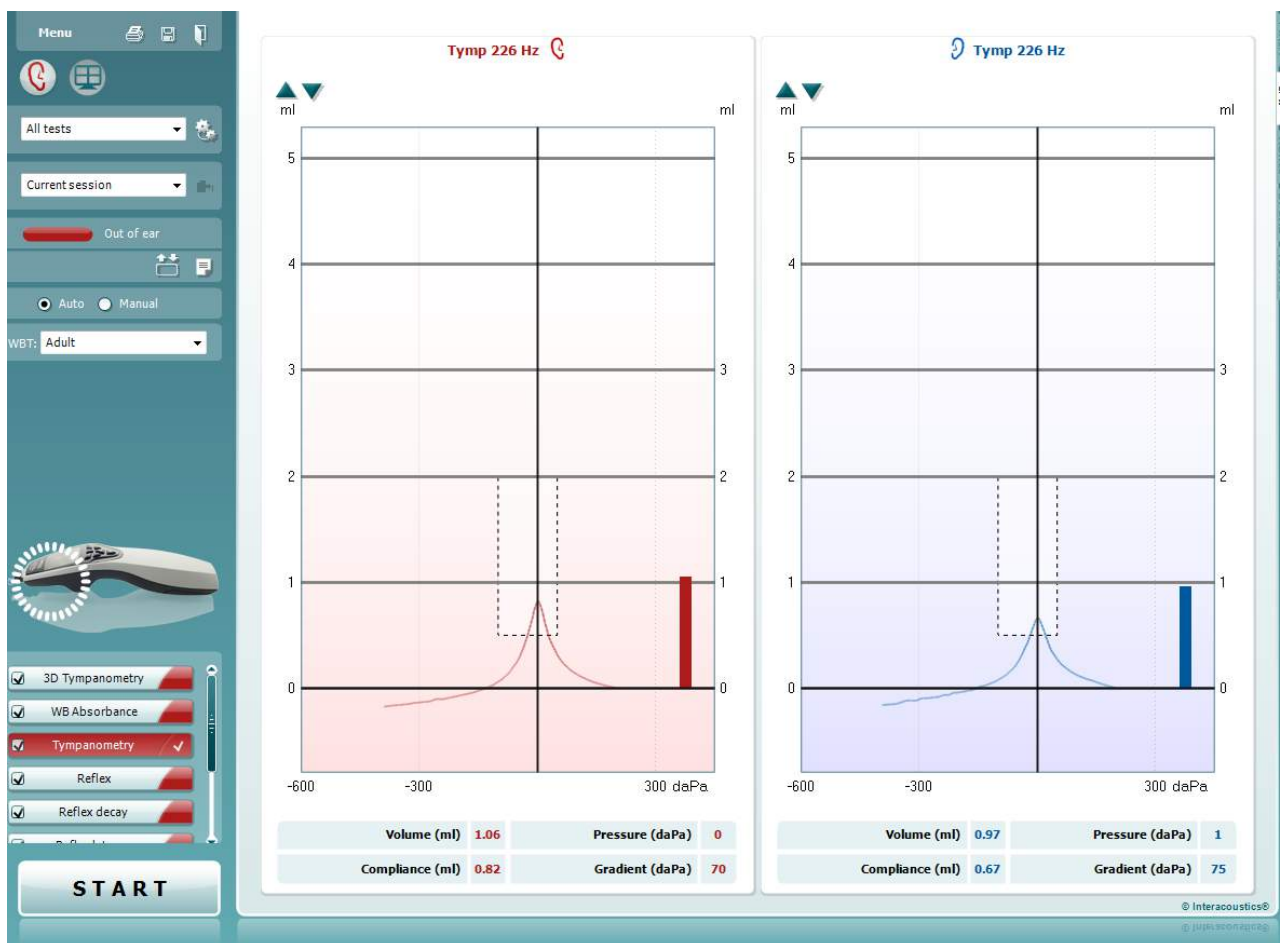 Menu
All tests
Current session
Out of ear
Auto Manual
WBT: Adult
3D Tympanometry
WB Absorbance
Tympanometry
Reflex
Reflex decay
START
Tymp 226 Hz
ml ml
5
4
3 3
2 2
1 1
0 0
-600 -300 300 daPa
Volume (ml) 1.06 Pressure (daPa) 0
Compliance (ml) 0.82 Gradient (daPa) 70
Tymp 226 Hz
ml ml
5
4
3 3
2 2
1 1
0 0
-600 -300 300 daPa
Volume (ml) 0.97 Pressure (daPa) 1
Compliance (ml) 0.67 Gradient (daPa) 75
© Interacoustics®